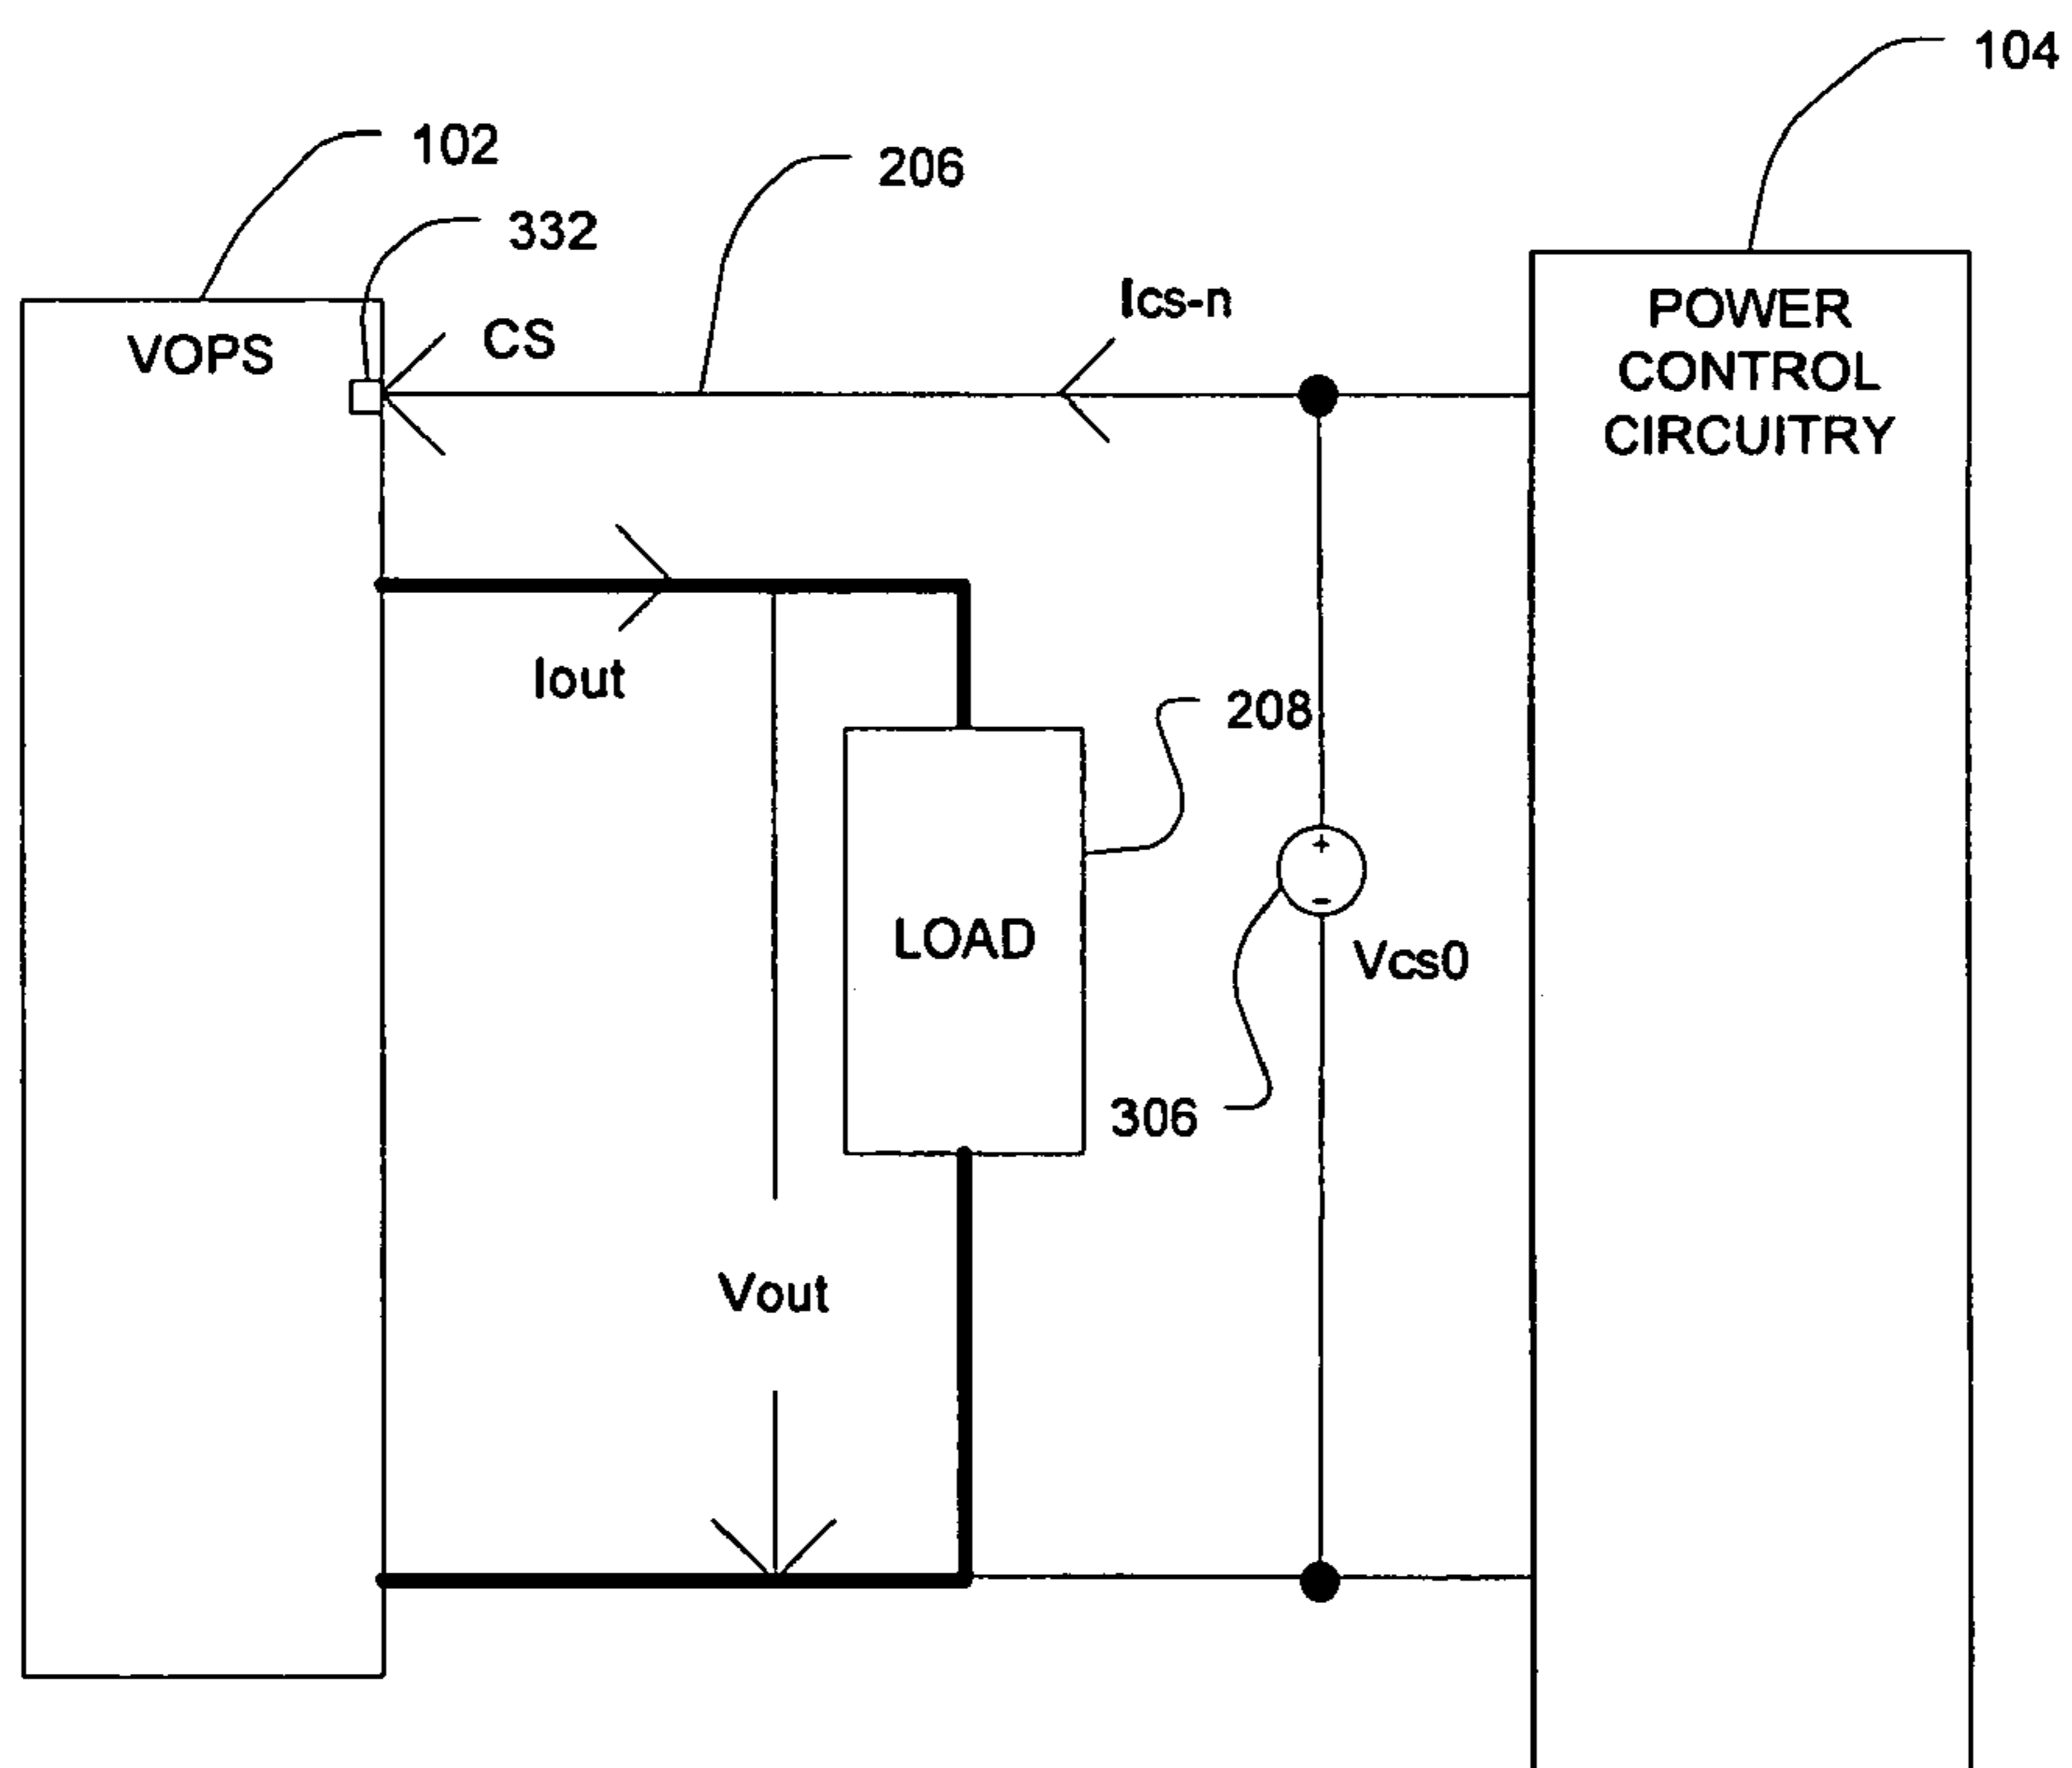 104
102
206
332
Ics-n
POWER
CONTROL
CIRCUITRY
VOPS
CS
Iout
208
+
-
LOAD
Vcs0
306
Vout